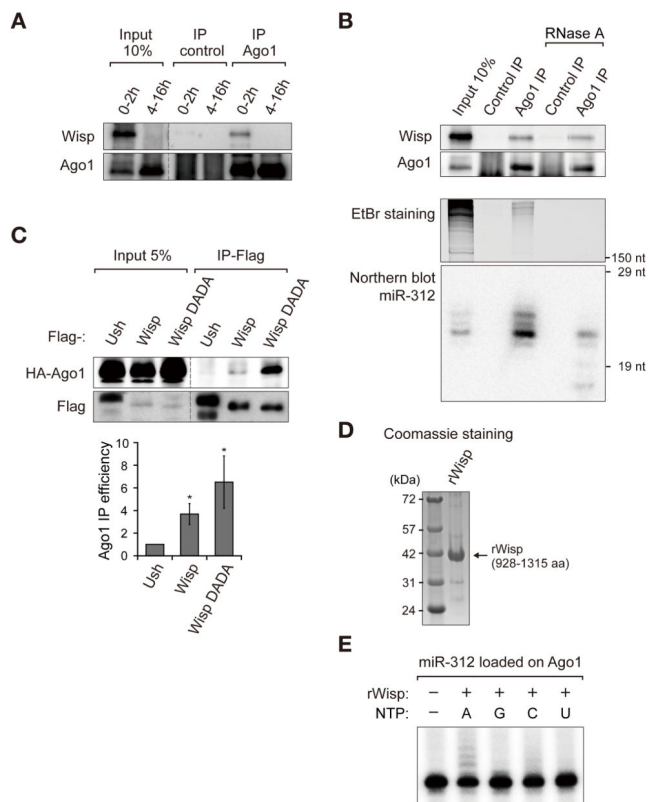 A
Input 10%
IP control
IP Ago1
0-2h
4-16h
0-2h
4-16h
0-2h
4-16h
Wisp
Ago1
B
RNase A
Input 10%
Control IP
Ago1 IP
Control IP
Ago1 IP
Wisp
Ago1
EtBr staining
150 nt
Northern blot
miR-312
29 nt
19 nt
C
Input 5%
IP-Flag
Flag-:
Ush
Wisp
Wisp DADA
Ush
Wisp
Wisp DADA
HA-Ago1
Flag
Ago1 IP efficiency
10
8
6
4
2
0
*
*
Ush
Wisp
Wisp DADA
D
Coomassie staining
(kDa)
rWisp
72
57
42
31
24
rWisp
(928-1315 aa)
E
miR-312 loaded on Ago1
rWisp: – + + + +
NTP: – A G C U